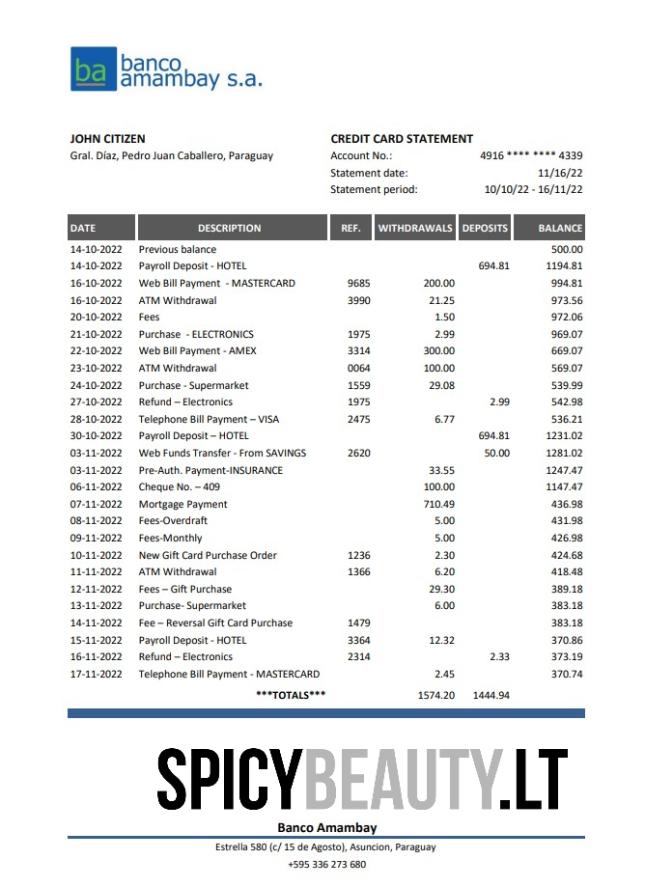 ba banco
amambay s.a.
JOHN CITIZEN CREDIT CARD STATEMENT
Gral. Díaz, Pedro Juan Caballero, Paraguay Account No.: 4916 **** **** 4339
Statement date: 11/16/22
Statement period: 10/10/22 - 16/11/22
DATE DESCRIPTION REF. WITHDRAWALS DEPOSITS BALANCE
14-10-2022 Previous balance 500.00
14-10-2022 Payroll Deposit - HOTEL 694.81 1194.81
16-10-2022 Web Bill Payment - MASTERCARD 9685 200.00 994.81
16-10-2022 ATM Withdrawal 3990 21.25 973.56
20-10-2022 Fees 1.50 972.06
21-10-2022 Purchase - ELECTRONICS 1975 2.99 969.07
22-10-2022 Web Bill Payment - AMEX 3314 300.00 669.07
23-10-2022 ATM Withdrawal 0064 100.00 569.07
24-10-2022 Purchase - Supermarket 1559 29.08 539.99
27-10-2022 Refund – Electronics 1975 2.99 542.98
28-10-2022 Telephone Bill Payment – VISA 2475 6.77 536.21
30-10-2022 Payroll Deposit – HOTEL 694.81 1231.02
03-11-2022 Web Funds Transfer - From SAVINGS 2620 50.00 1281.02
03-11-2022 Pre-Auth. Payment-INSURANCE 33.55 1247.47
06-11-2022 Cheque No. – 409 100.00 1147.47
07-11-2022 Mortgage Payment 710.49 436.98
08-11-2022 Fees-Overdraft 5.00 431.98
09-11-2022 Fees-Monthly 5.00 426.98
10-11-2022 New Gift Card Purchase Order 1236 2.30 424.68
11-11-2022 ATM Withdrawal 1366 6.20 418.48
12-11-2022 Fees – Gift Purchase 29.30 389.18
13-11-2022 Purchase- Supermarket 6.00 383.18
14-11-2022 Fee – Reversal Gift Card Purchase 1479 383.18
15-11-2022 Payroll Deposit - HOTEL 3364 12.32 370.86
16-11-2022 Refund – Electronics 2314 2.33 373.19
17-11-2022 Telephone Bill Payment - MASTERCARD 2.45 370.74
***TOTALS*** 1574.20 1444.94
SPICYBEAUTY.LT
Banco Amambay
Estrella 580 (c/ 15 de Agosto), Asuncion, Paraguay
+595 336 273 680